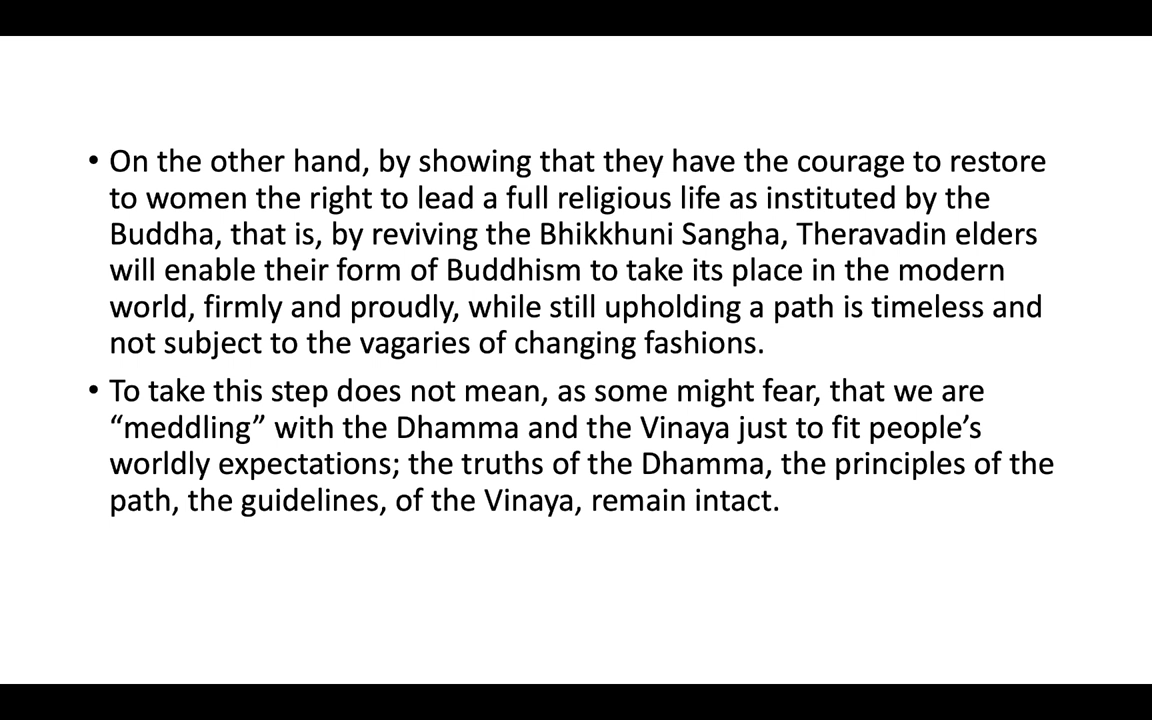 • On the other hand, by showing that they have the courage to restore
to women the right to lead a full religious life as instituted by the
Buddha, that is, by reviving the Bhikkhuni Sangha, Theravadin elders
will enable their form of Buddhism to take its place in the modern
world, firmly and proudly, while still upholding a path is timeless and
not subject to the vagaries of changing fashions.
• To take this step does not mean, as some might fear, that we are
“meddling” with the Dhamma and the Vinaya just to fit people’s
worldly expectations; the truths of the Dhamma, the principles of the
path, the guidelines, of the Vinaya, remain intact.